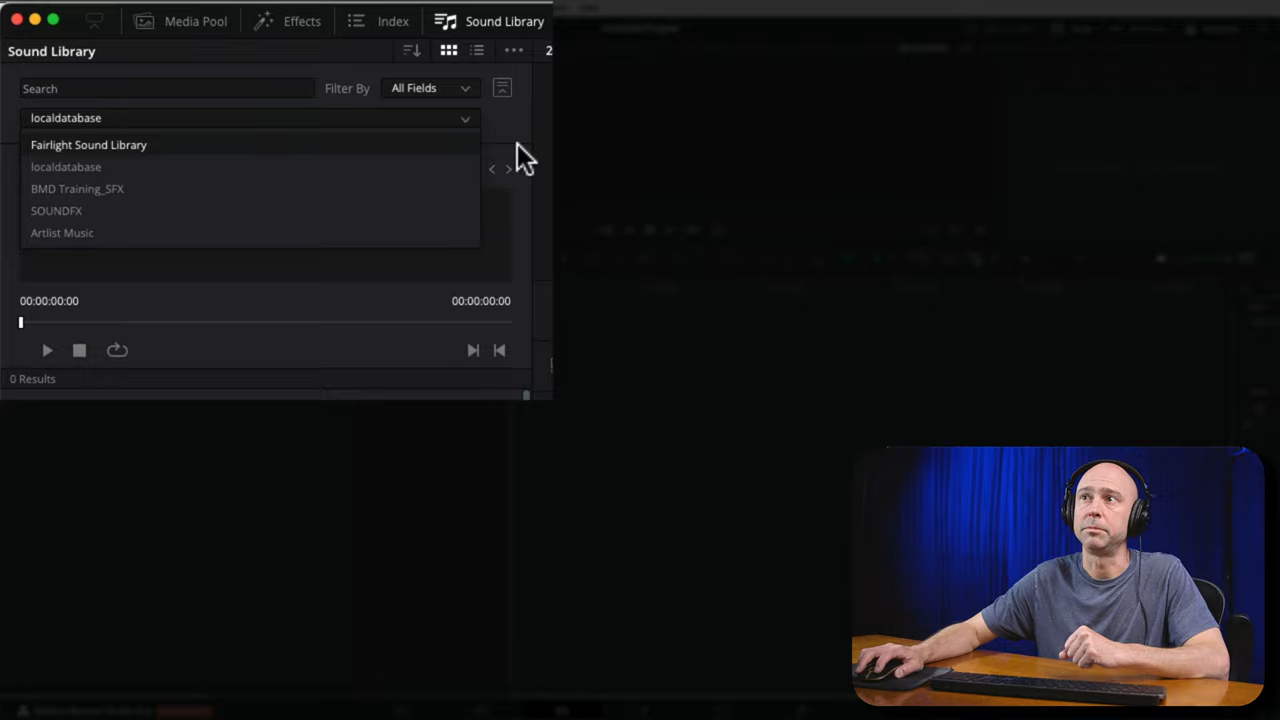 Media Pool Effects Index Sound Library
Sound Library 2
Search Filter By All Fields
localdatabase
Fairlight Sound Library
localdatabase
BMD Training_SFX
SOUNDFX
Artlist Music
00:00:00:00 00:00:00:00
0 Results